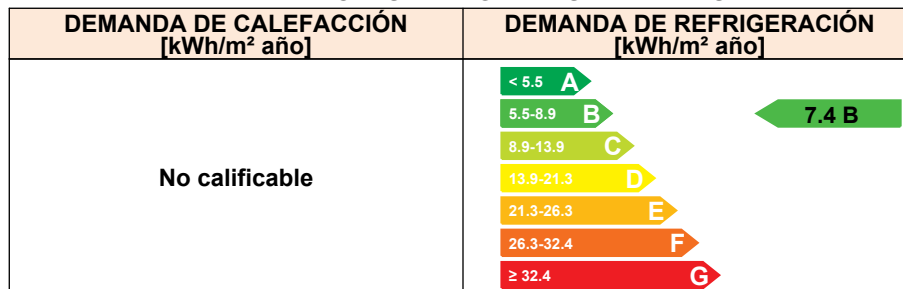 DEMANDA DE CALEFACCIÓN
[kWh/m² año]
DEMANDA DE REFRIGERACIÓN
[kWh/m² año]
No calificable
< 5.5 A
5.5-8.9 B
7.4 B
8.9-13.9 C
13.9-21.3 D
21.3-26.3 E
26.3-32.4 F
≥ 32.4 G